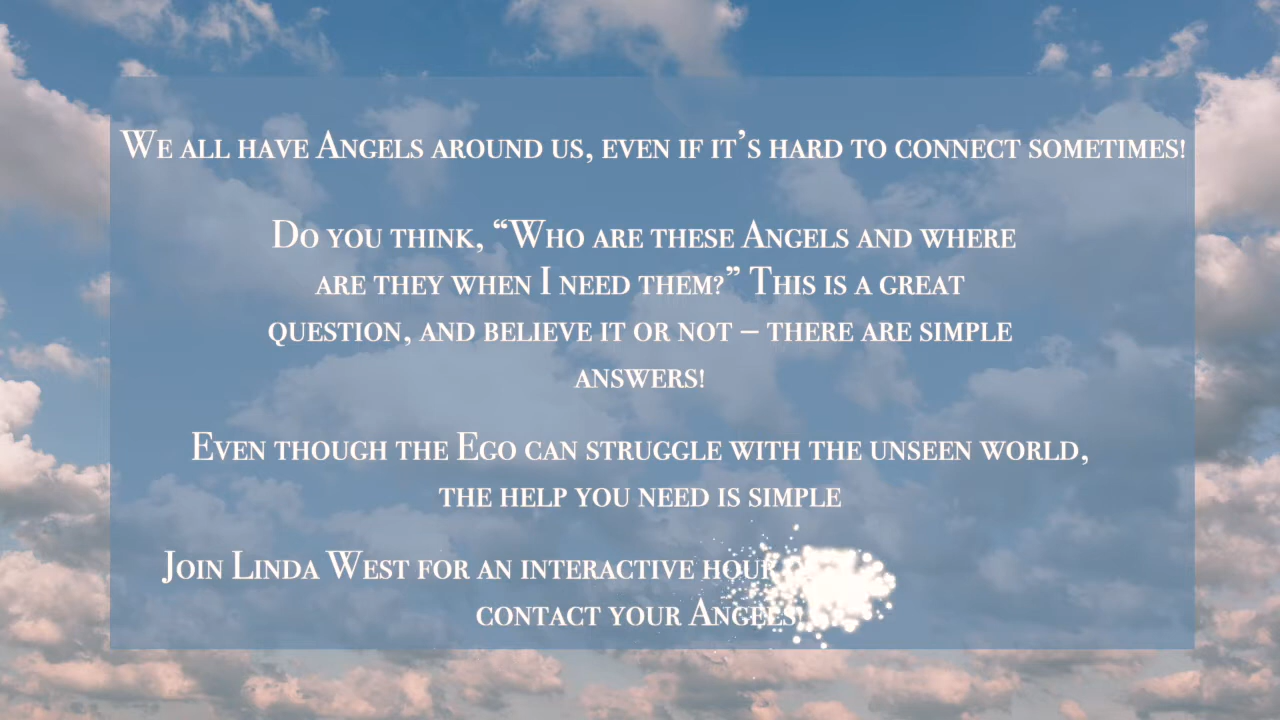 We all have Angels around us, even if it’s hard to connect sometimes!
Do you think, “Who are these Angels and where
are they when I need them?” This is a great
question, and believe it or not – there are simple
answers!
Even though the Ego can struggle with the unseen world,
the help you need is simple
Join Linda West for an interactive hour
contact your Angels!